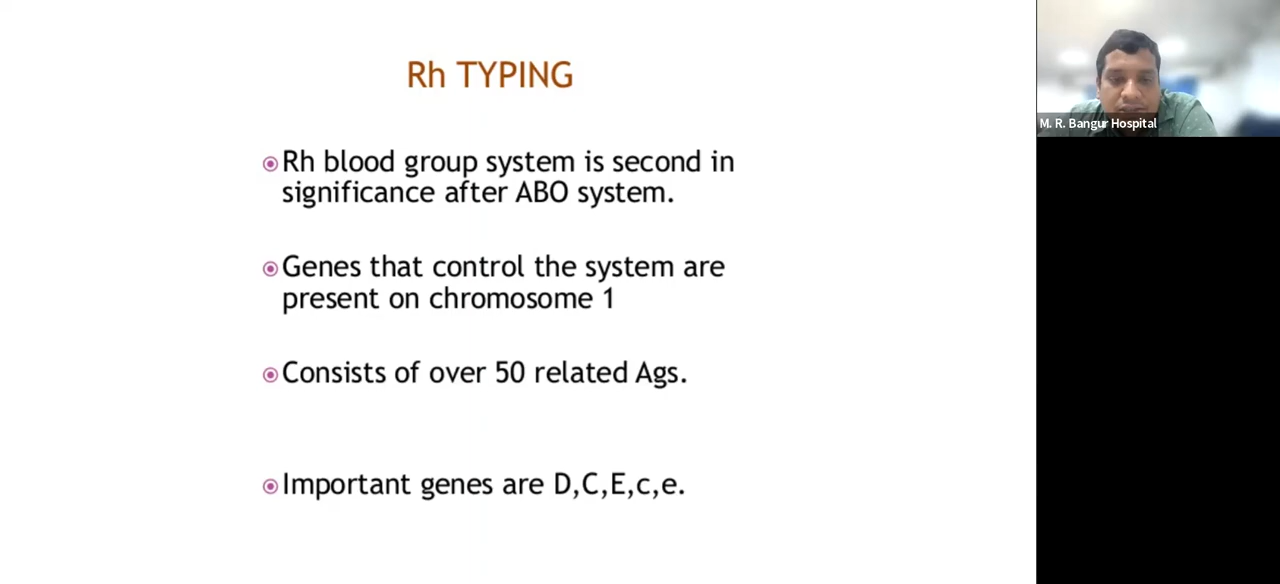 Rh TYPING
Rh blood group system is second in
significance after ABO system.
Genes that control the system are
present on chromosome 1
Consists of over 50 related Ags.
Important genes are D,C,E,c,e.
M. R. Bangur Hospital